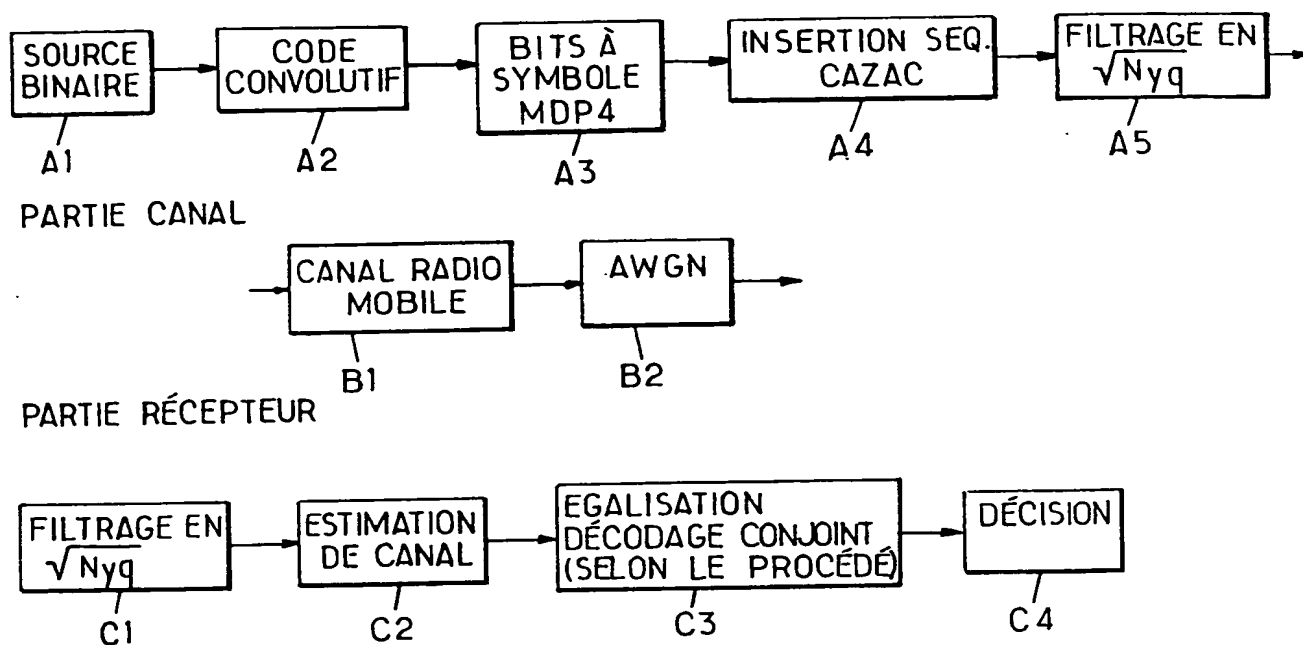 SOURCE
BINAIRE
CODE
CONVOLUTIF
BITS À
SYMBOLE
MDP4
INSERTION SEQ.
CAZAC
FILTRAGE EN
√Nyq
A1
A2
A3
A4
A5
PARTIE CANAL
CANAL RADIO
MOBILE
AWGN
B1
B2
PARTIE RÉCEPTEUR
FILTRAGE EN
√Nyq
ESTIMATION
DE CANAL
EGALISATION
DÉCODAGE CONJOINT
(SELON LE PROCÉDÉ)
DÉCISION
C1
C2
C3
C4